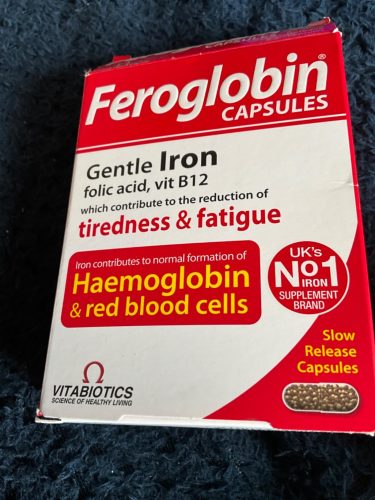 Feroglobin®
CAPSULES
Gentle Iron
folic acid, vit B12
which contribute to the reduction of
tiredness & fatigue
Iron contributes to normal formation of
Haemoglobin
& red blood cells
UK's
No1
IRON
SUPPLEMENT
BRAND
Slow
Release
Capsules
VITABIOTICS
SCIENCE OF HEALTHY LIVING